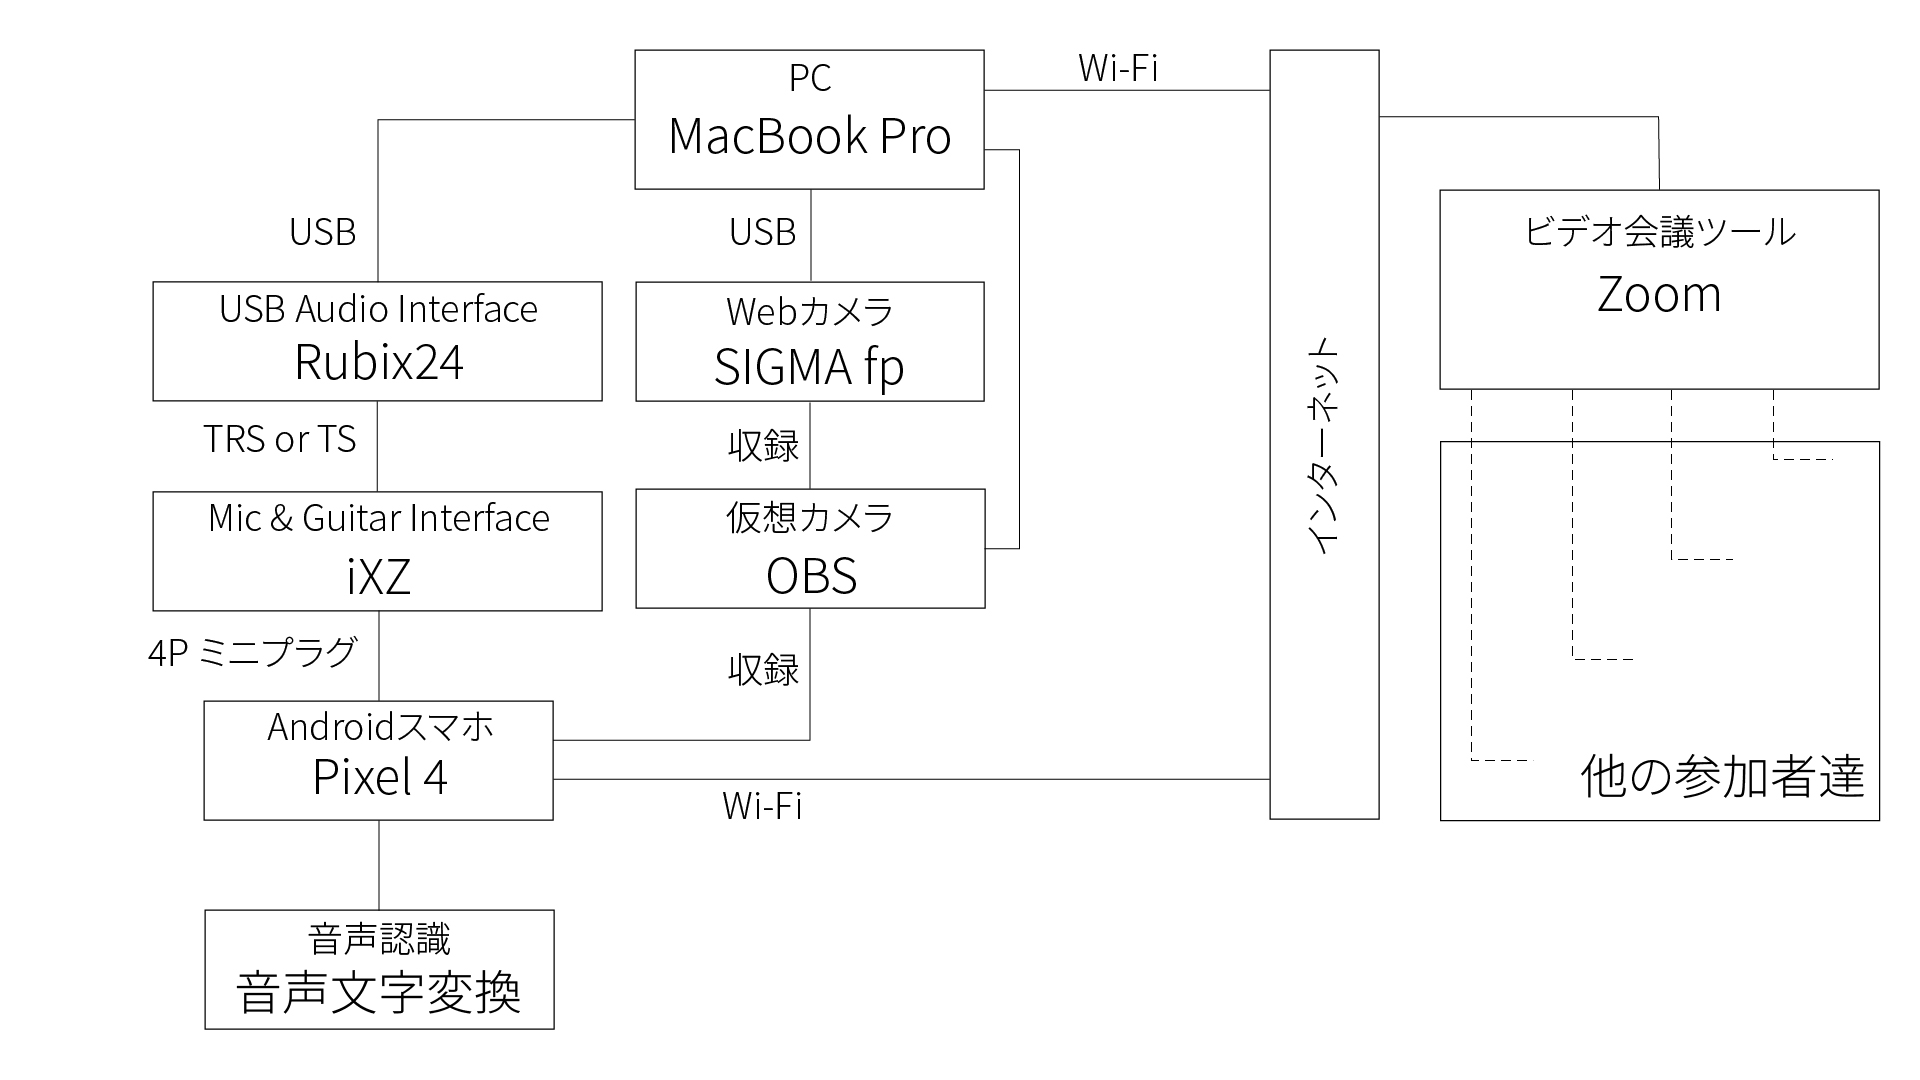 PC
MacBook Pro
Wi-Fi
USB
USB
ビデオ会議ツール
Zoom
USB Audio Interface
Rubix24
Webカメラ
SIGMA fp
インターネット
TRS or TS
収録
Mic & Guitar Interface
iXZ
仮想カメラ
OBS
4P ミニプラグ
収録
Androidスマホ
Pixel 4
Wi-Fi
他の参加者達
音声認識
音声文字変換